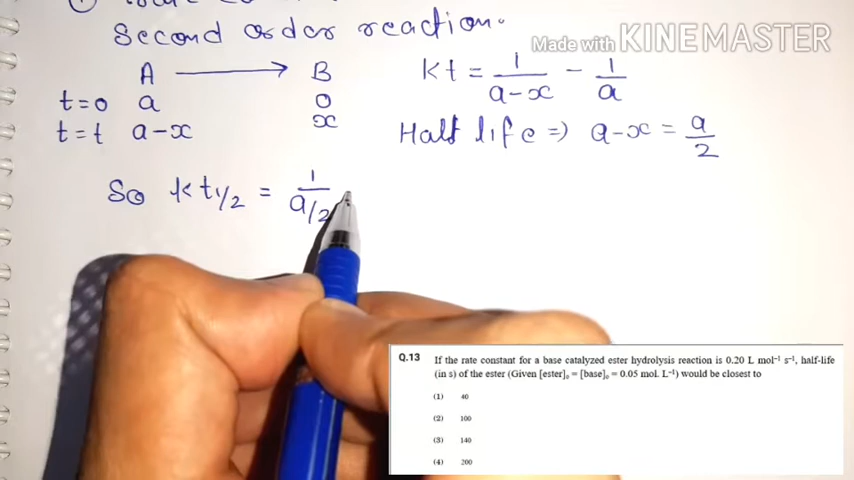 Second order reaction.
Made with KINEMASTER
A ⟶ B
t=0 a 0
t=t a-x x
kt = 1/(a-x) - 1/a
Half life ⇒ a-x = a/2
So k t1/2 = 1/(a/2)
Q.13 If the rate constant for a base catalyzed ester hydrolysis reaction is 0.20 L mol⁻¹ s⁻¹, half-life
(in s) of the ester (Given [ester]₀ = [base]₀ = 0.05 mol. L⁻¹) would be closest to
(1) 40
(2) 100
(3) 140
(4) 200